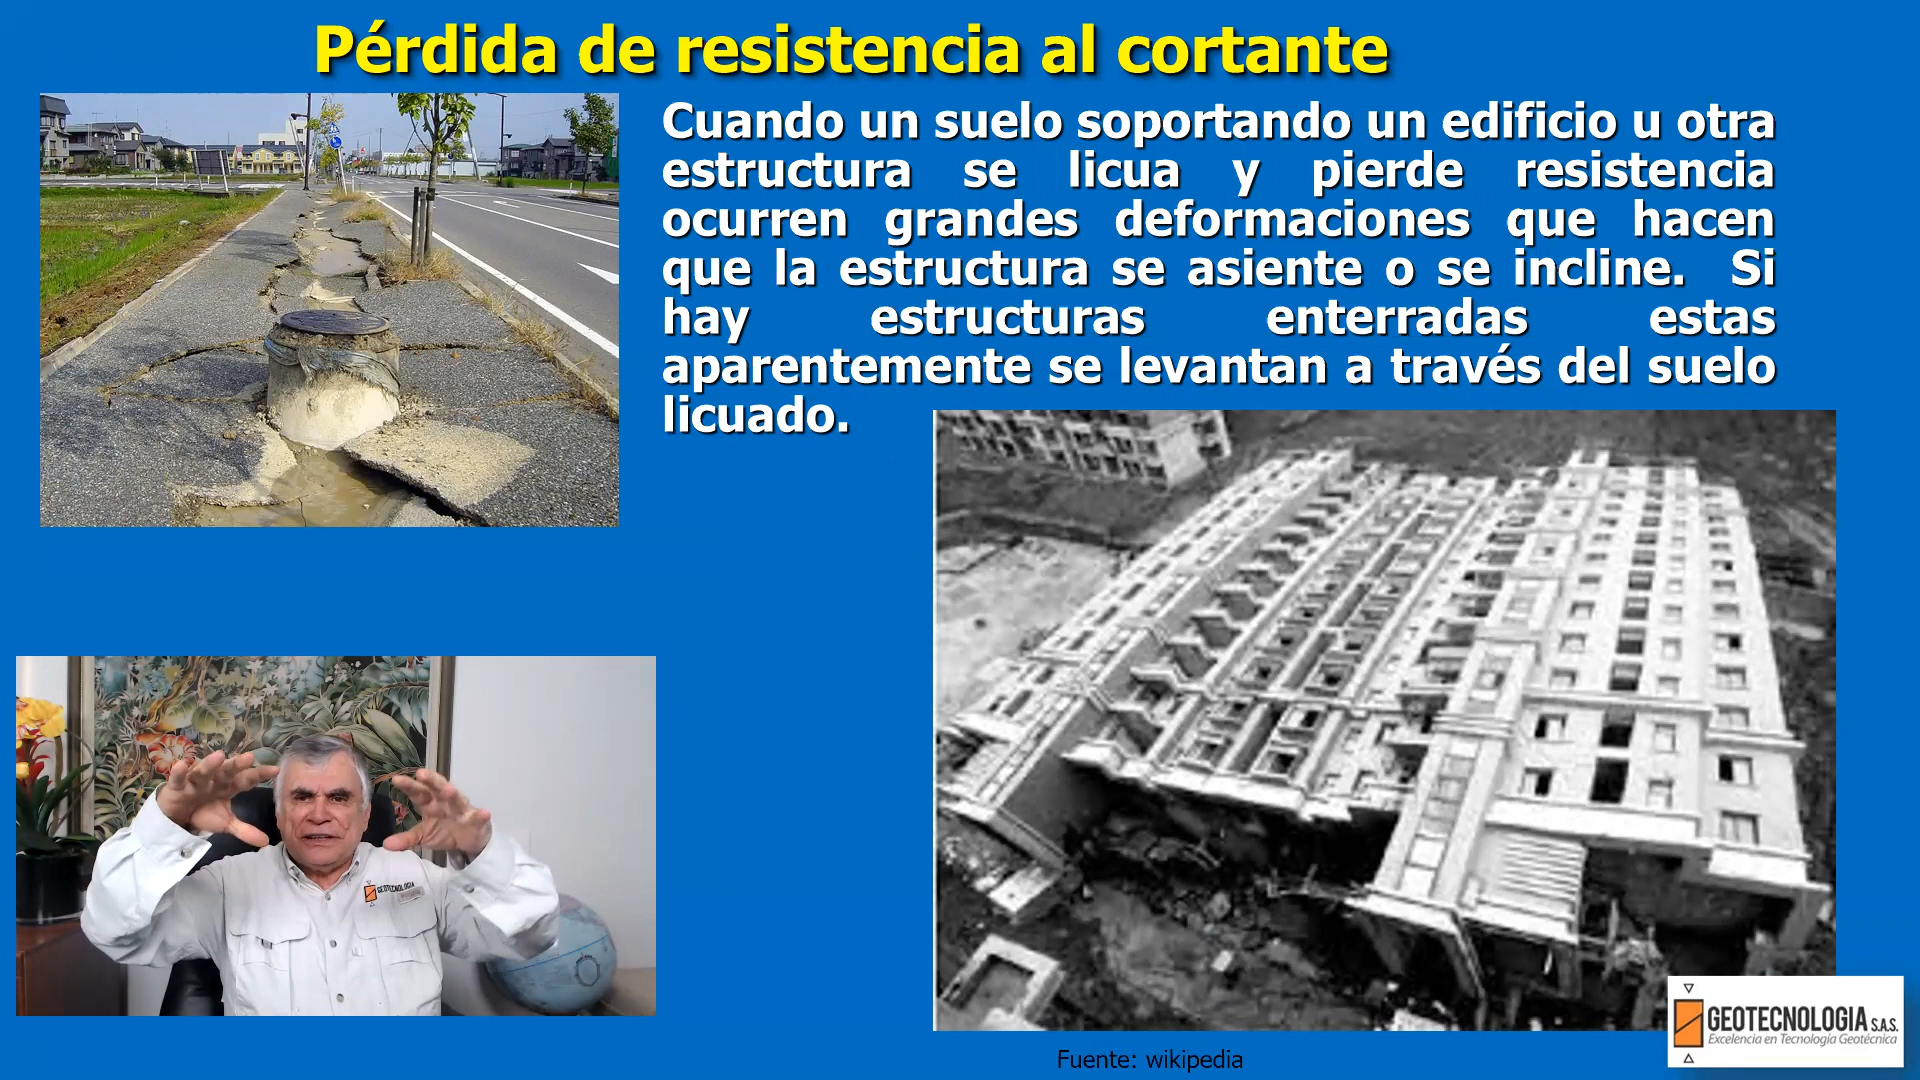 Pérdida de resistencia al cortante
Cuando un suelo soportando un edificio u otra
estructura se licua y pierde resistencia
ocurren grandes deformaciones que hacen
que la estructura se asiente o se incline. Si
hay estructuras enterradas estas
aparentemente se levantan a través del suelo
licuado.
GEOTECNOLOGIA
GEOTECNOLOGIA S.A.S.
Excelencia en Tecnología Geotécnica
Fuente: wikipedia